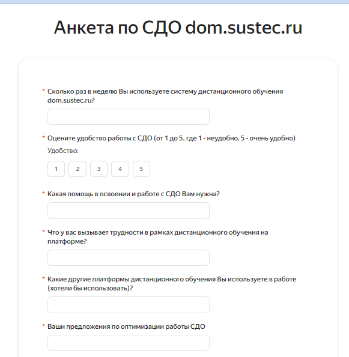 Анкета по СДО dom.sustec.ru
* Сколько раз в неделю Вы используете систему дистанционного обучения
dom.sustec.ru?
* Оцените удобство работы с СДО (от 1 до 5, где 1 - неудобно, 5 - очень удобно)
Удобство:
1 2 3 4 5
* Какая помощь в освоении и работе с СДО Вам нужна?
* Что у вас вызывает трудности в рамках дистанционного обучения на
платформе?
* Какие другие платформы дистанционного обучения Вы используете в работе
(хотели бы использовать)?
* Ваши предложения по оптимизации работы СДО